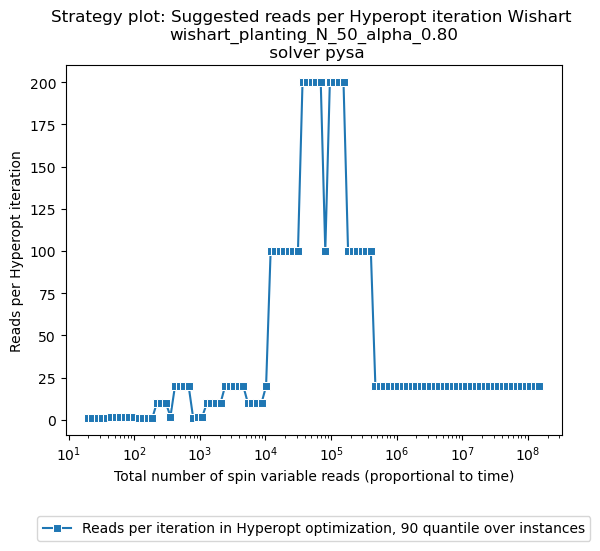 Strategy plot: Suggested reads per Hyperopt iteration Wishart
wishart_planting_N_50_alpha_0.80
solver pysa
Reads per Hyperopt iteration
200
175
150
125
100
75
50
25
0
10^1
10^2
10^3
10^4
10^5
10^6
10^7
10^8
Total number of spin variable reads (proportional to time)
Reads per iteration in Hyperopt optimization, 90 quantile over instances